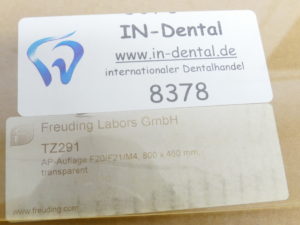 IN-Dental
www.in-dental.de
internationaler Dentalhandel
8378
Freuding Labors GmbH
TZ291
AP-Auflage F20/F21/M4, 800 x 460 mm,
transparent
www.freuding.com